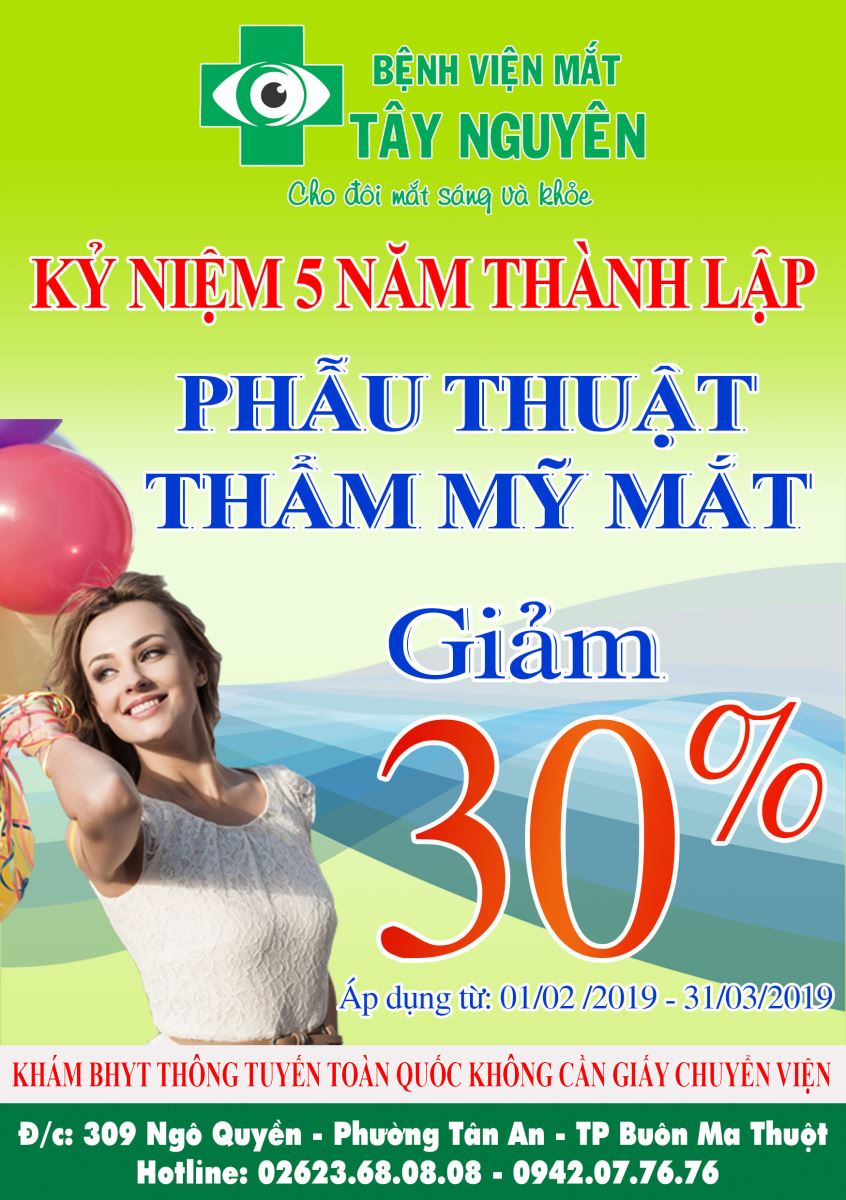 BỆNH VIỆN MẮT
TÂY NGUYÊN
Cho đôi mắt sáng và khỏe
KỶ NIỆM 5 NĂM THÀNH LẬP
PHẪU THUẬT
THẨM MỸ MẮT
Giảm
30%
Áp dụng từ: 01/02 /2019 - 31/03/2019
KHÁM BHYT THÔNG TUYẾN TOÀN QUỐC KHÔNG CẦN GIẤY CHUYỂN VIỆN
Đ/c: 309 Ngô Quyền - Phường Tân An - TP Buôn Ma Thuột
Hotline: 02623.68.08.08 - 0942.07.76.76